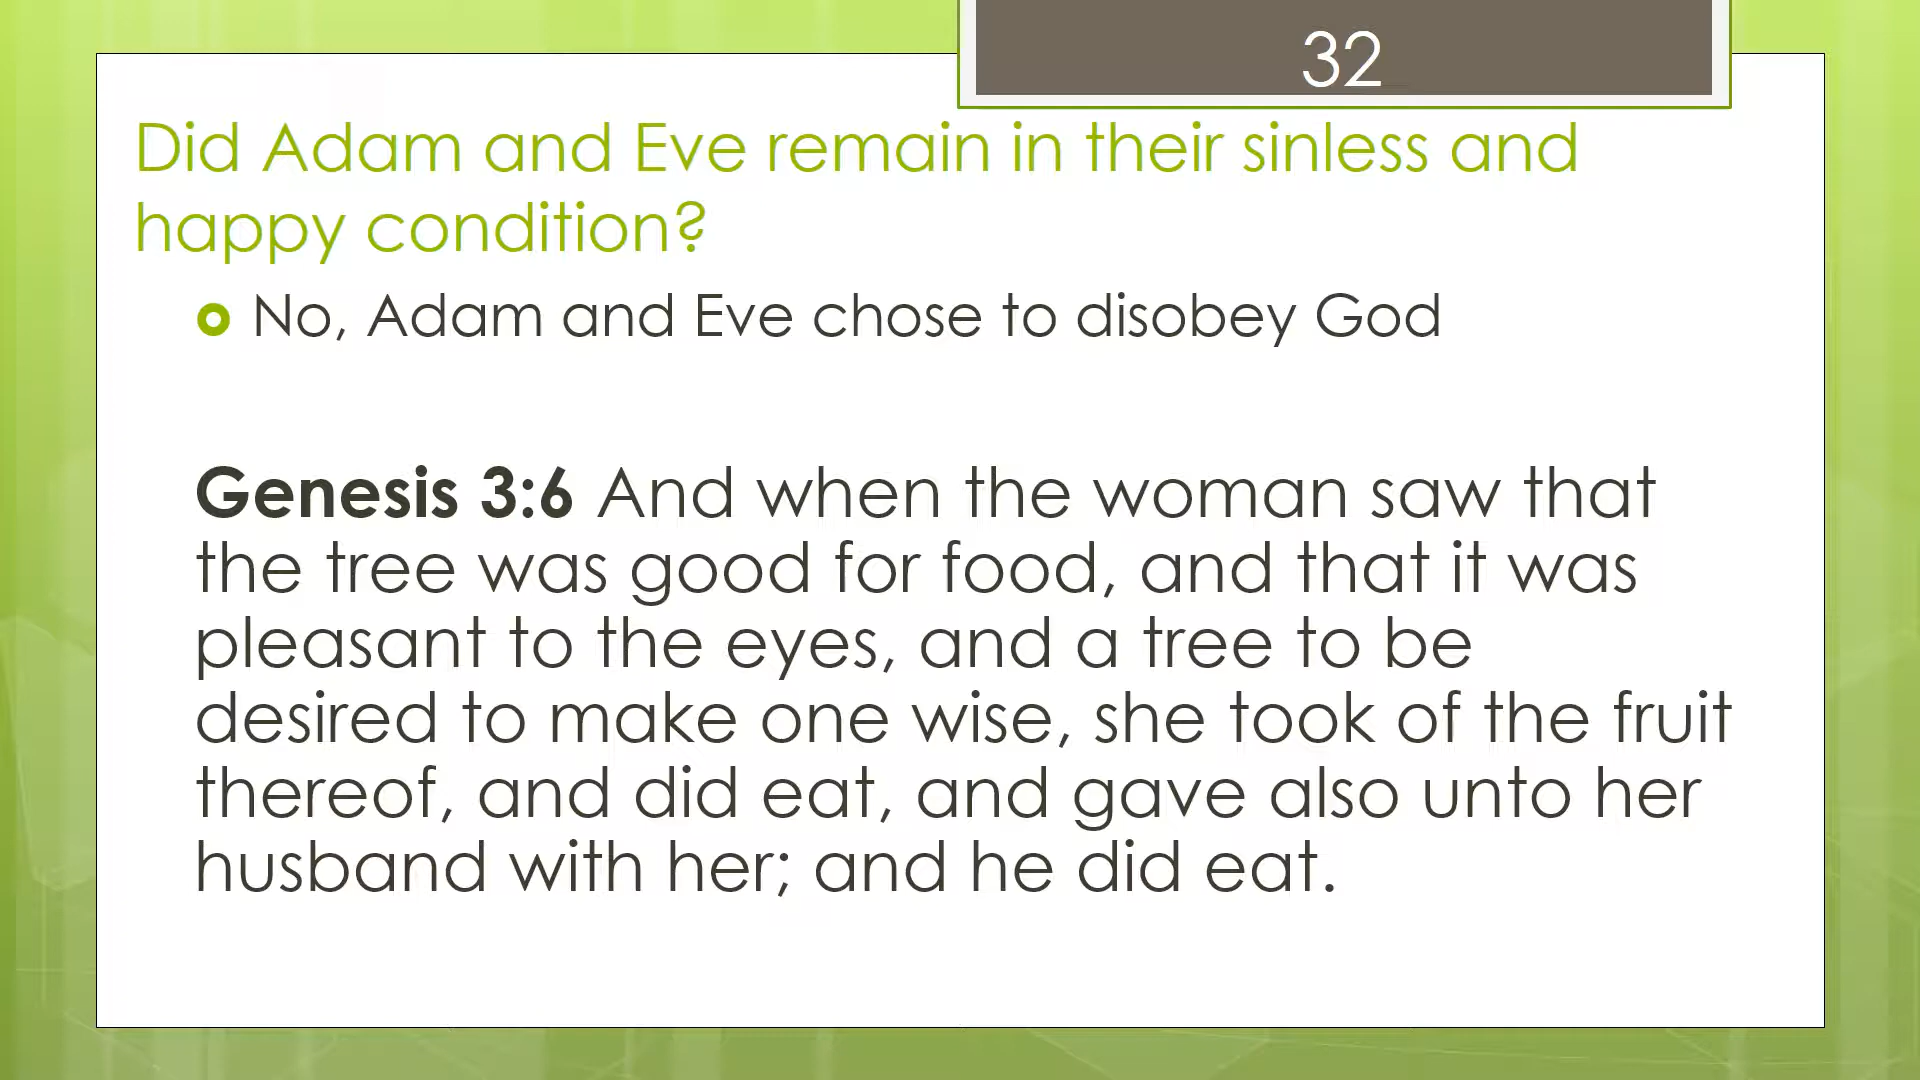 32
Did Adam and Eve remain in their sinless and
happy condition?
No, Adam and Eve chose to disobey God
Genesis 3:6 And when the woman saw that
the tree was good for food, and that it was
pleasant to the eyes, and a tree to be
desired to make one wise, she took of the fruit
thereof, and did eat, and gave also unto her
husband with her; and he did eat.